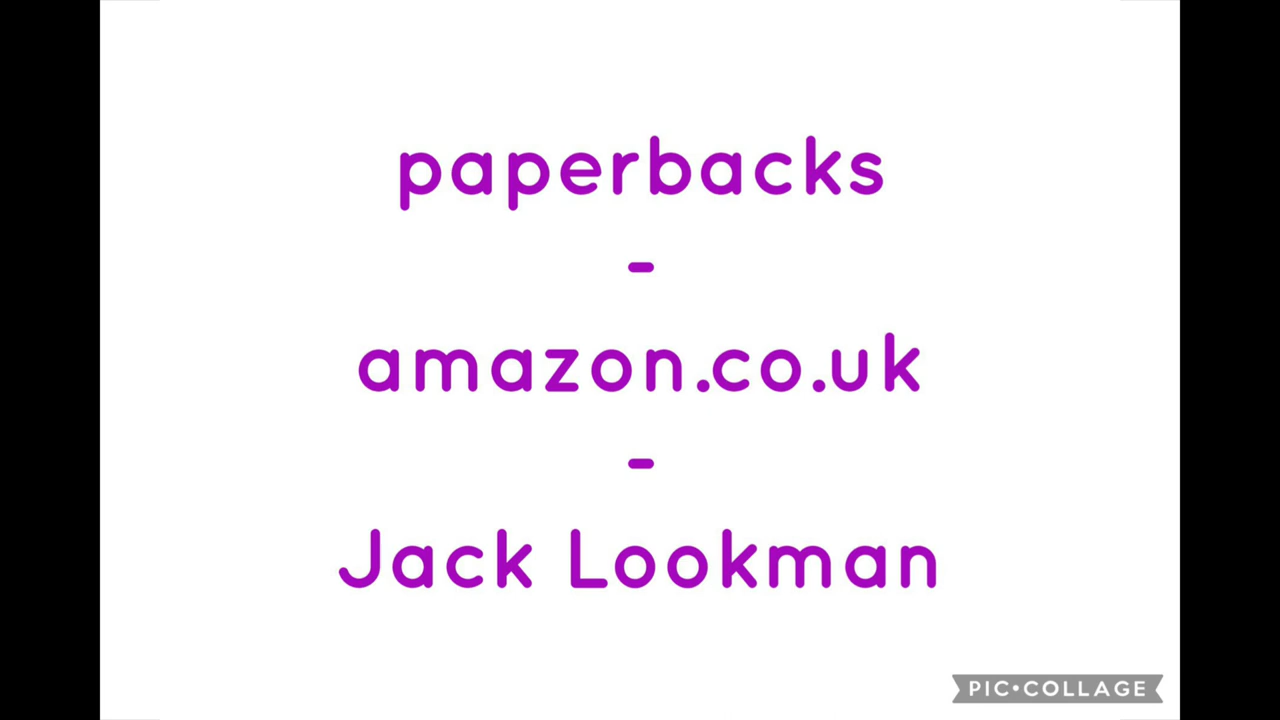 paperbacks
-
amazon.co.uk
-
Jack Lookman
PIC•COLLAGE